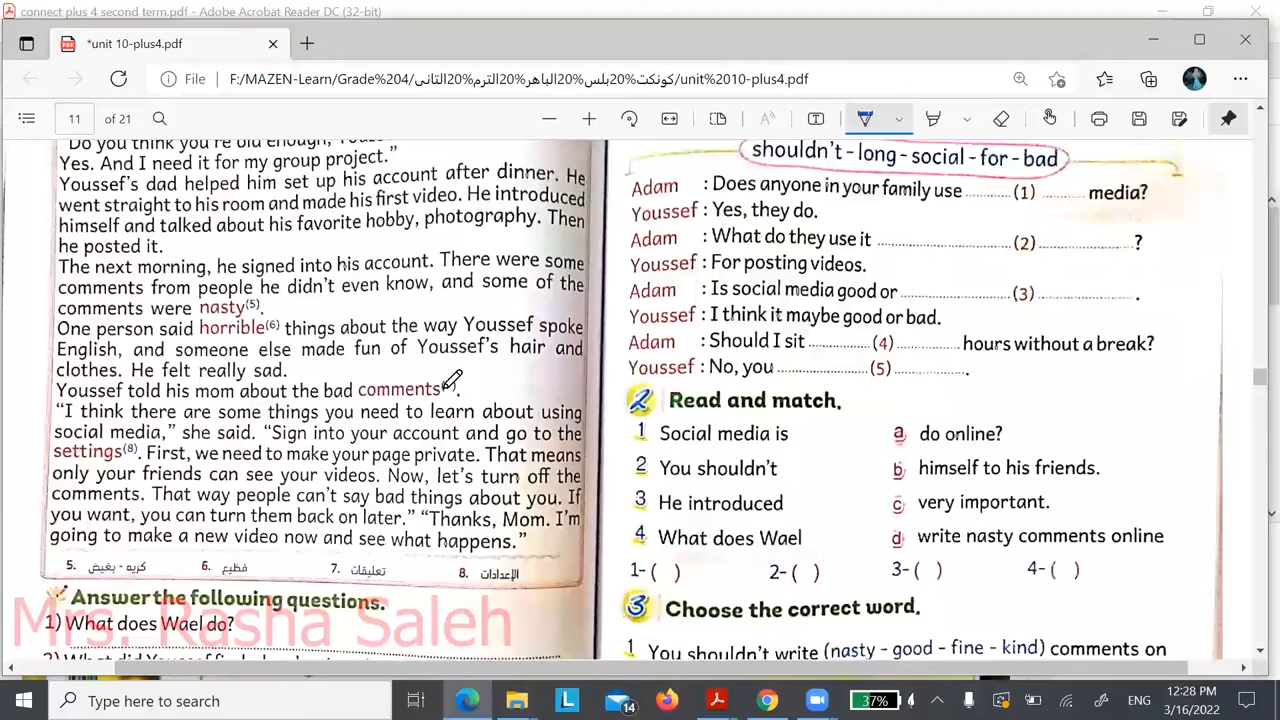 connect plus 4 second term.pdf - Adobe Acrobat Reader DC (32-bit)
*unit 10-plus4.pdf
File
F:/MAZEN-Learn/Grade%204/كونكت%20بلس%20الباهر%20الترم%20الثانى/unit%2010-plus4.pdf
11 of 21
"Do you think you're old enough,
Yes. And I need it for my group project."
Youssef's dad helped him set up his account after dinner. He
went straight to his room and made his first video. He introduced
himself and talked about his favorite hobby, photography. Then
he posted it.
The next morning, he signed into his account. There were some
comments from people he didn't even know, and some of the
comments were nasty(5).
One person said horrible(6) things about the way Youssef spoke
English, and someone else made fun of Youssef's hair and
clothes. He felt really sad.
Youssef told his mom about the bad comments
"I think there are some things you need to learn about using
social media," she said. "Sign into your account and go to the
settings(8). First, we need to make your page private. That means
only your friends can see your videos. Now, let's turn off the
comments. That way people can't say bad things about you. If
you want, you can turn them back on later." "Thanks, Mom. I'm
going to make a new video now and see what happens."
5. كريه - بغيض 6. فظيع 7. تعليقات 8. الإعدادات
Answer the following questions.
Mrs. Rasha Saleh
1) What does Wael do?
shouldn't - long - social - for - bad
Adam : Does anyone in your family use ...... (1) ...... media?
Youssef : Yes, they do.
Adam : What do they use it ...... (2) ...... ?
Youssef : For posting videos.
Adam : Is social media good or ...... (3) ...... .
Youssef : I think it maybe good or bad.
Adam : Should I sit ...... (4) ...... hours without a break?
Youssef : No, you ...... (5) ...... .
2 Read and match.
1 Social media is a do online?
2 You shouldn't b himself to his friends.
3 He introduced c very important.
4 What does Wael d write nasty comments online
1- ( ) 2- ( ) 3- ( ) 4- ( )
3 Choose the correct word.
1 You shouldn't write (nasty - good - fine - kind) comments on
Type here to search
14
37%
ENG
12:28 PM
3/16/2022